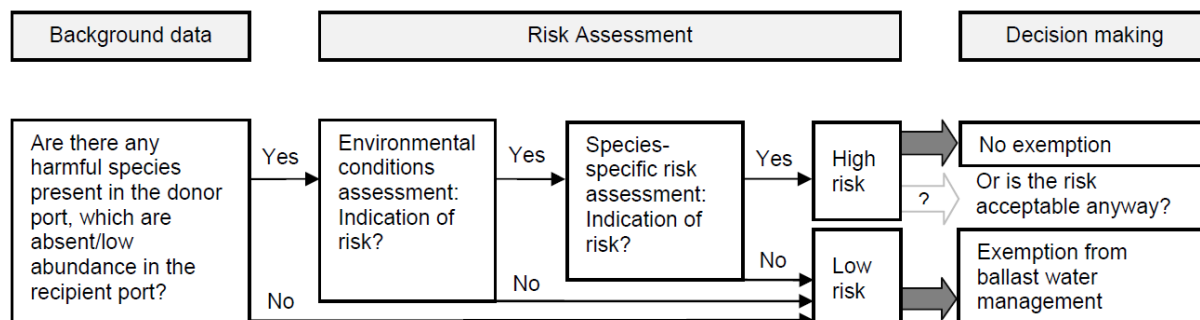 Background data
Risk Assessment
Decision making
Are there any
harmful species
present in the donor
port, which are
absent/low
abundance in the
recipient port?
Yes
No
Environmental
conditions
assessment:
Indication of
risk?
Yes
No
Species-
specific risk
assessment:
Indication of
risk?
Yes
No
High
risk
?
Low
risk
No exemption
Or is the risk
acceptable anyway?
Exemption from
ballast water
management